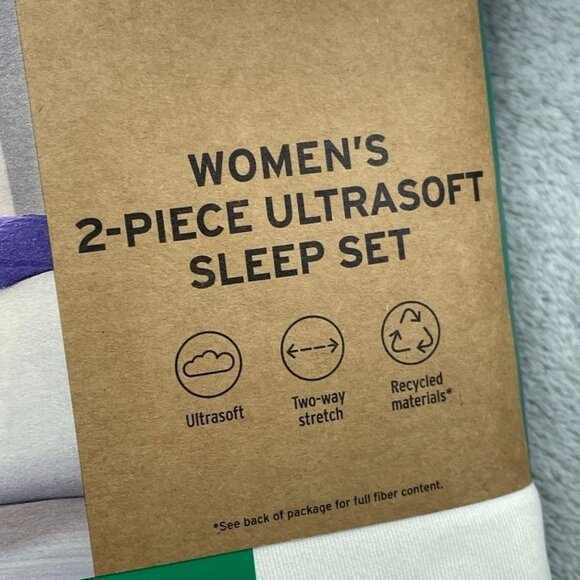 WOMEN'S
2-PIECE ULTRASOFT
SLEEP SET
Ultrasoft
Two-way
stretch
Recycled
materials*
*See back of package for full fiber content.